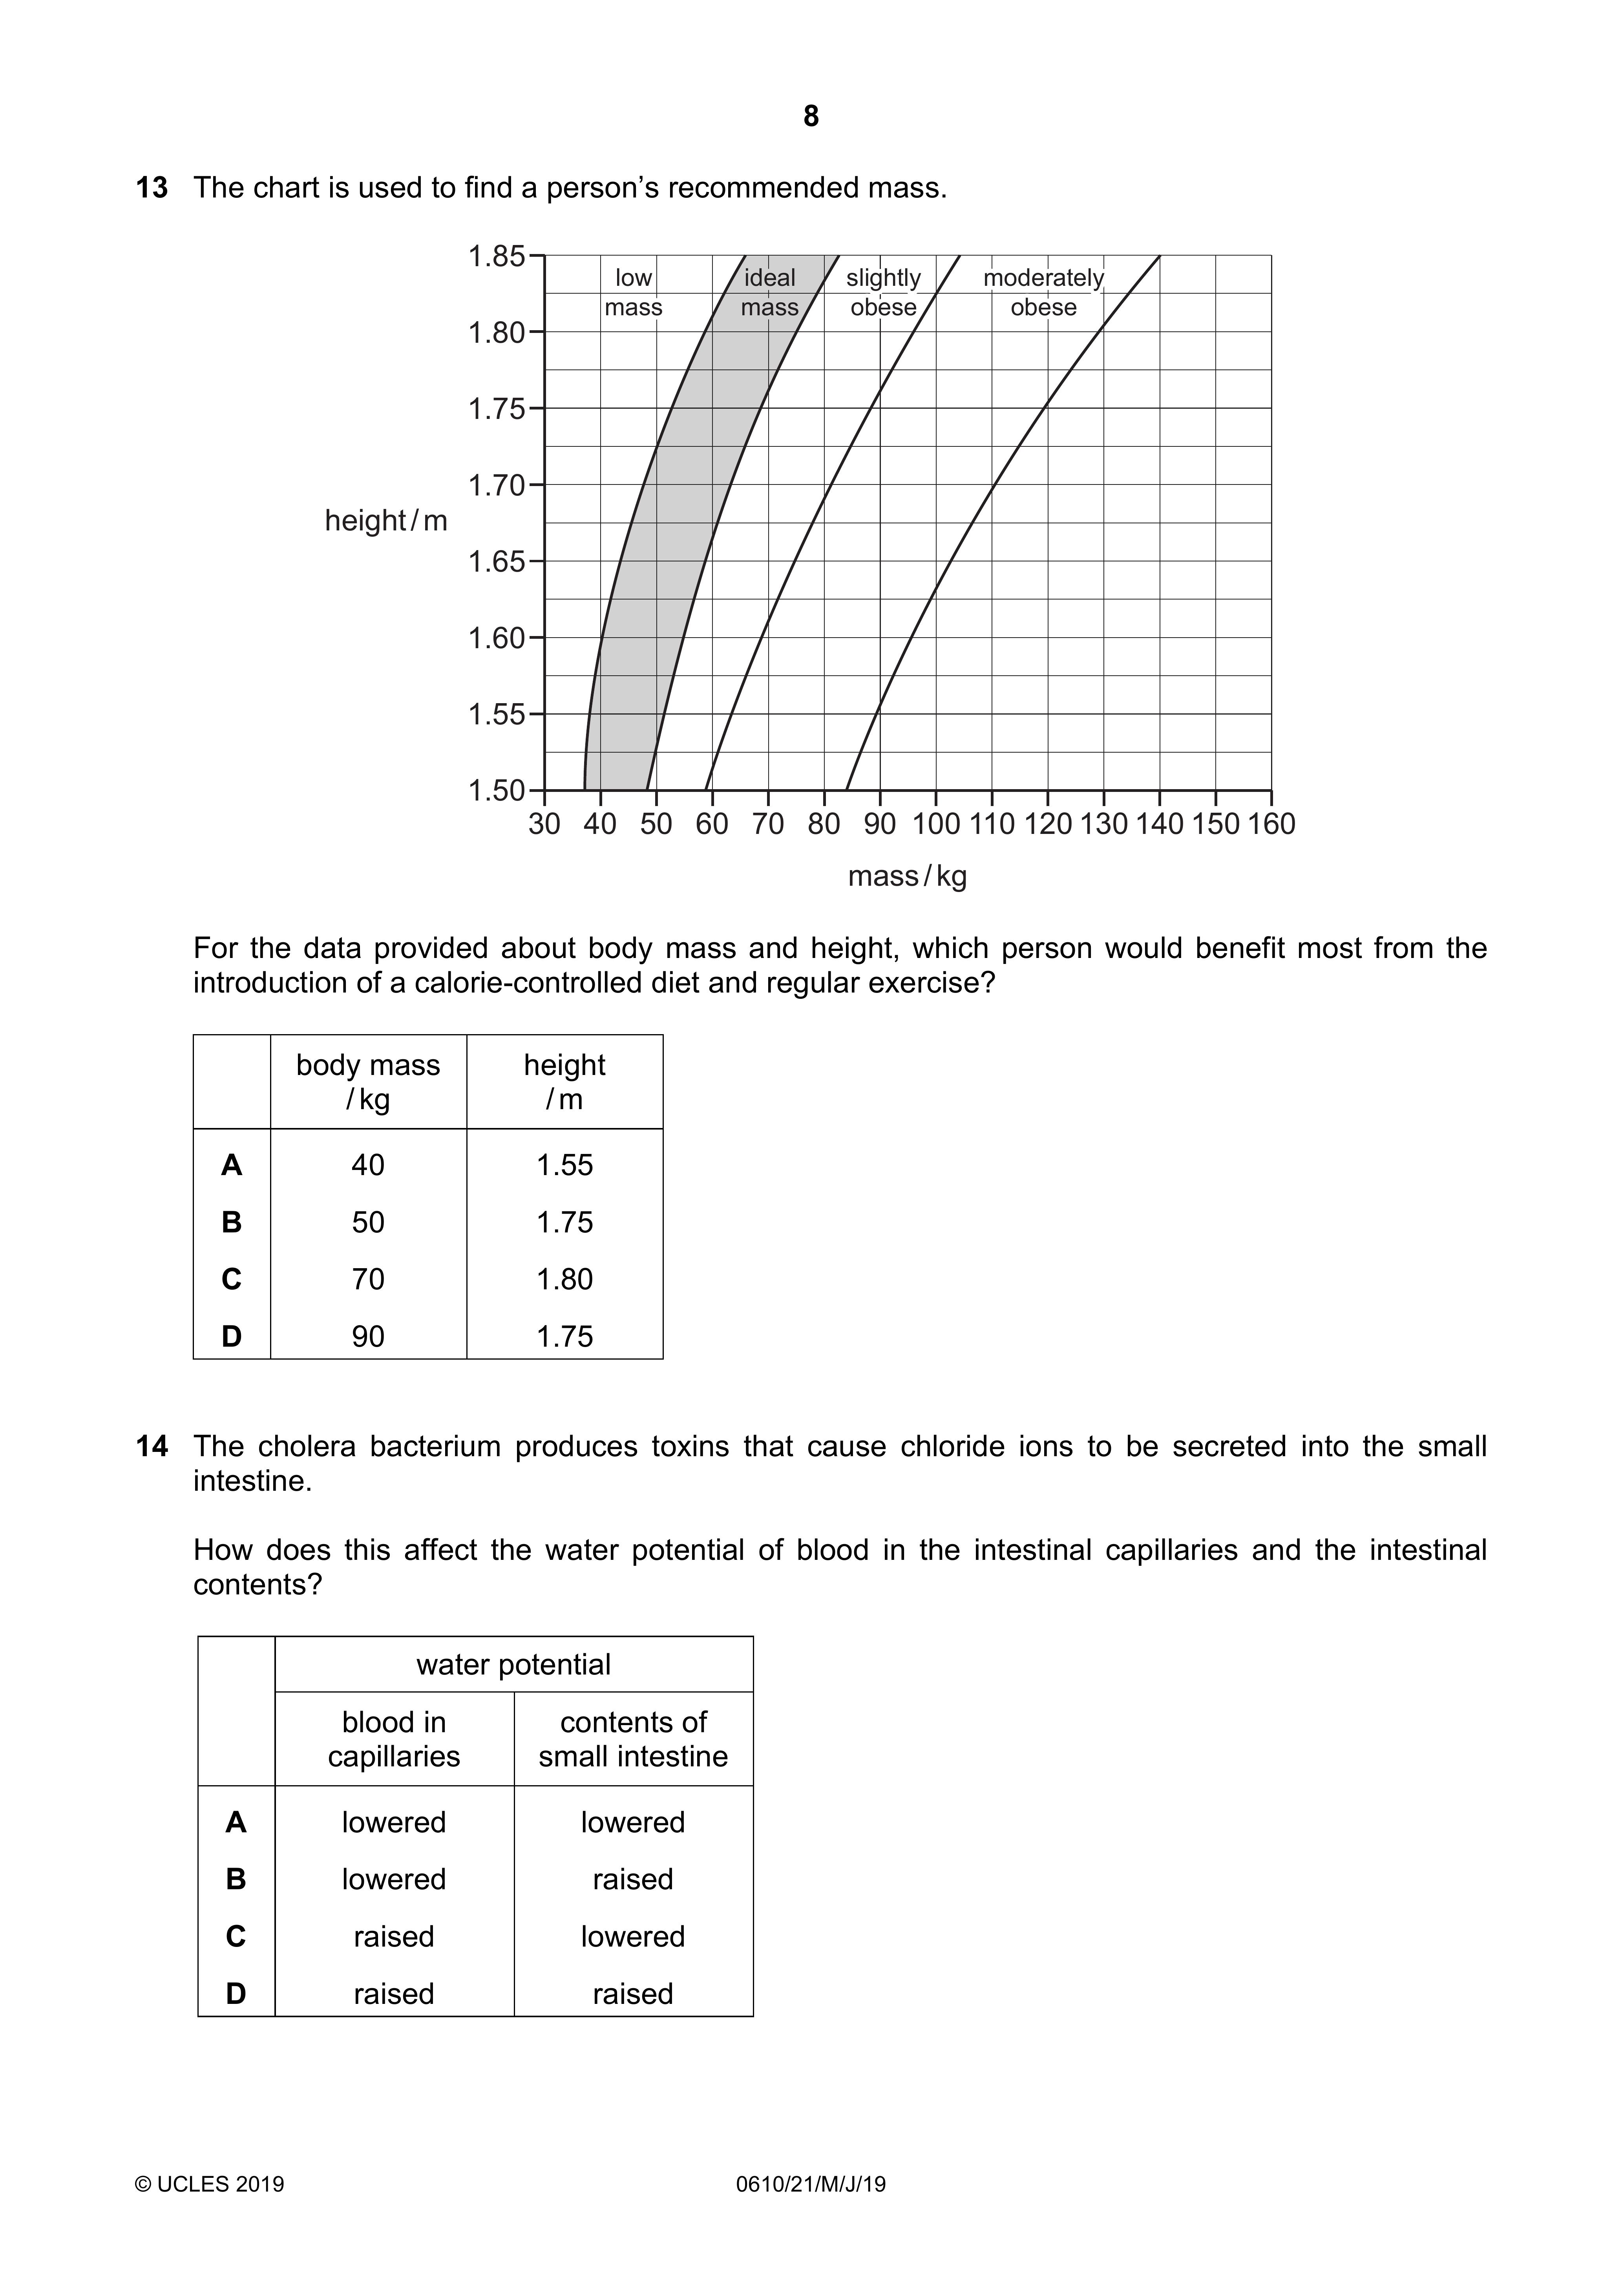 8
13 The chart is used to find a person’s recommended mass.
1.85
1.80
1.75
1.70
1.65
1.60
1.55
1.50
height / m
low mass
ideal mass
slightly obese
moderately obese
30 40 50 60 70 80 90 100 110 120 130 140 150 160
mass / kg
For the data provided about body mass and height, which person would benefit most from the
introduction of a calorie-controlled diet and regular exercise?
body mass / kg height / m
A 40 1.55
B 50 1.75
C 70 1.80
D 90 1.75
14 The cholera bacterium produces toxins that cause chloride ions to be secreted into the small
intestine.
How does this affect the water potential of blood in the intestinal capillaries and the intestinal
contents?
water potential
blood in capillaries contents of small intestine
A lowered lowered
B lowered raised
C raised lowered
D raised raised
© UCLES 2019 0610/21/M/J/19